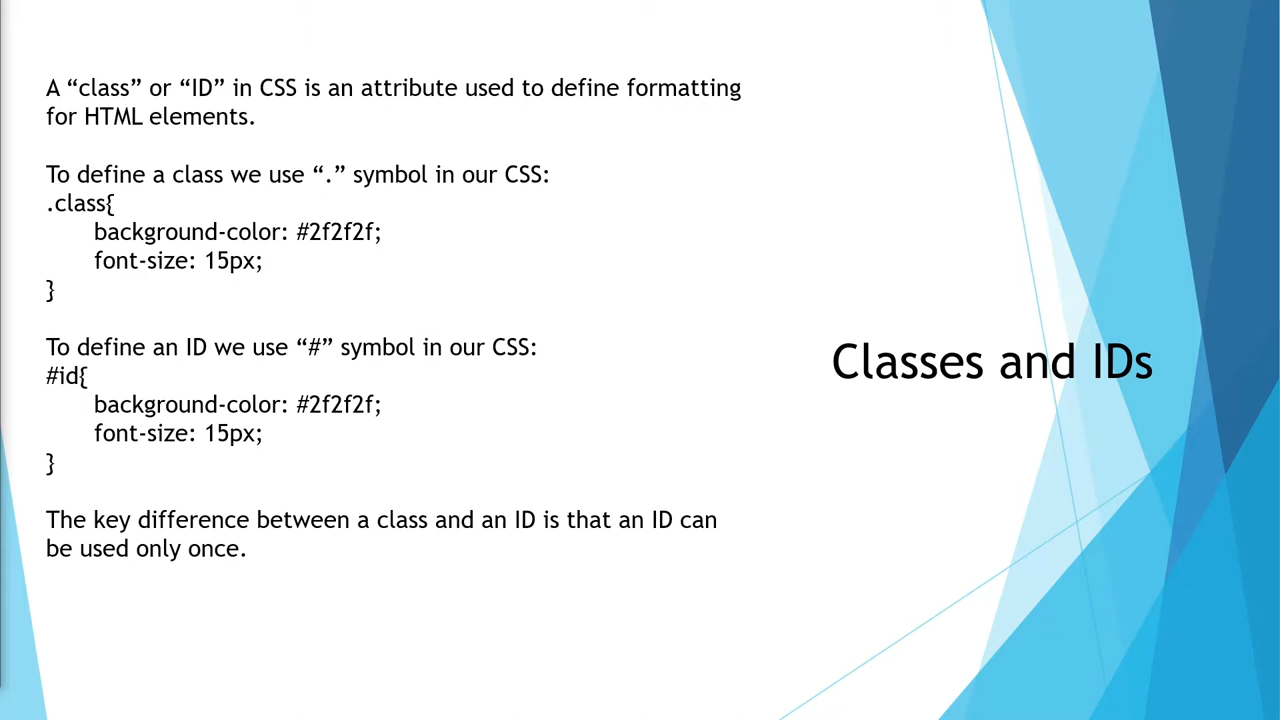 A “class” or “ID” in CSS is an attribute used to define formatting
for HTML elements.
To define a class we use “.” symbol in our CSS:
.class{
background-color: #2f2f2f;
font-size: 15px;
}
To define an ID we use “#” symbol in our CSS:
#id{
background-color: #2f2f2f;
font-size: 15px;
}
The key difference between a class and an ID is that an ID can
be used only once.
Classes and IDs